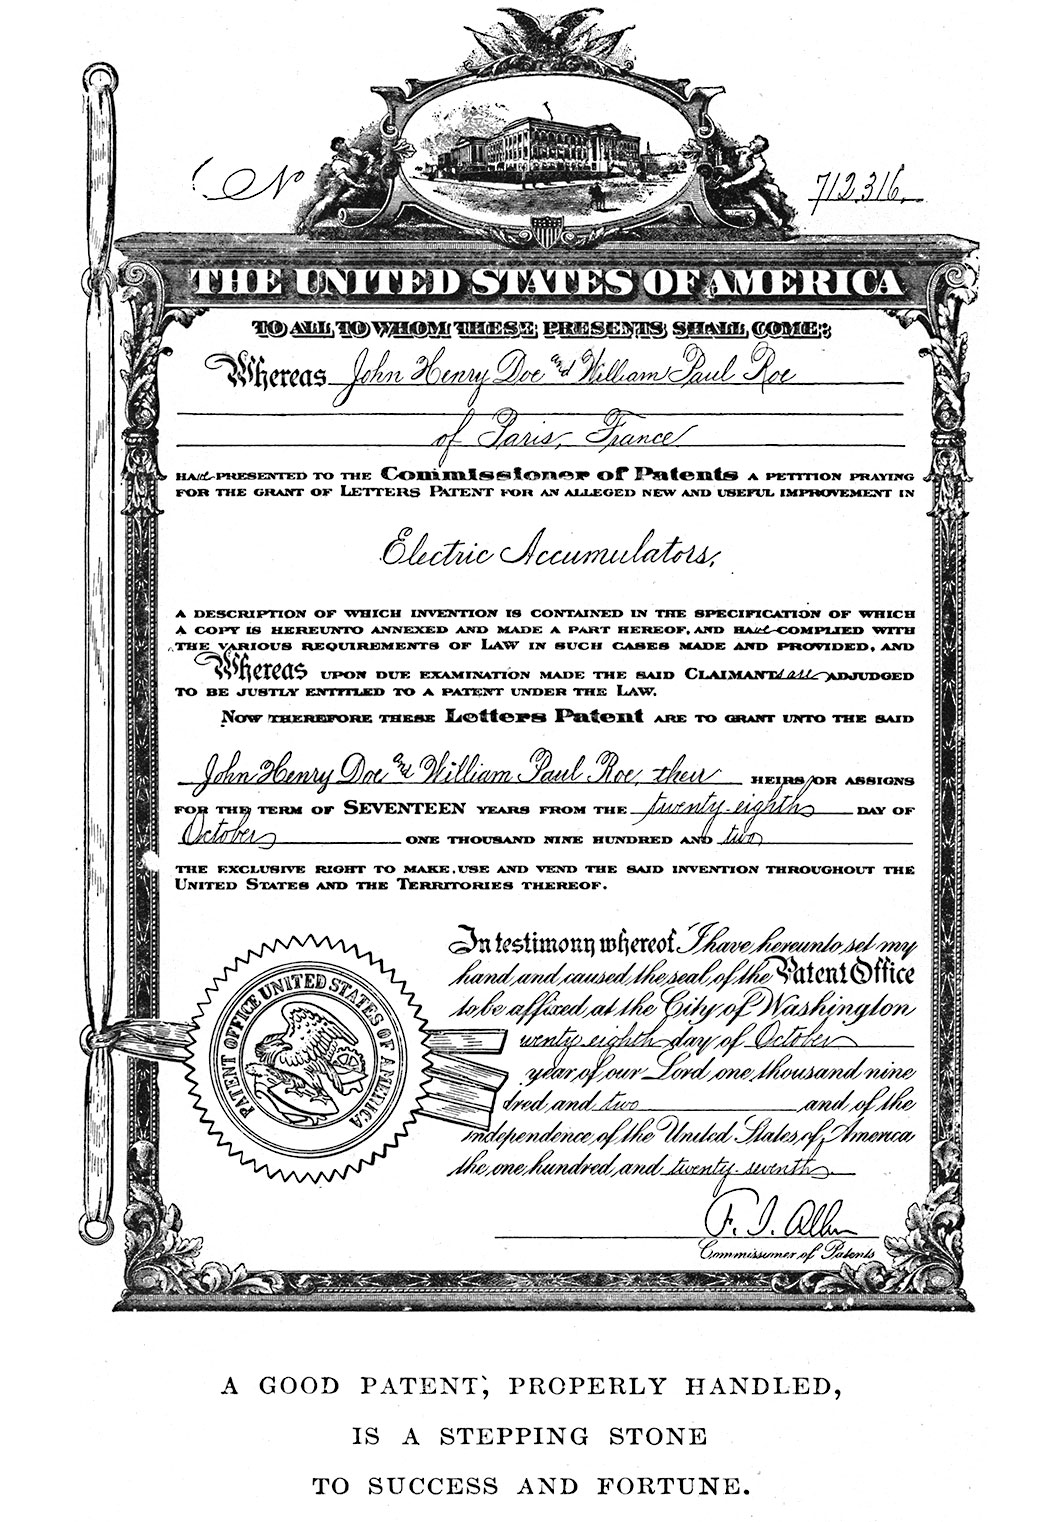 No 712,316.
THE UNITED STATES OF AMERICA
TO ALL TO WHOM THESE PRESENTS SHALL COME:
Whereas John Henry Doe and William Paul Roe
of Paris, France
HAve PRESENTED TO THE Commissioner of Patents A PETITION PRAYING
FOR THE GRANT OF LETTERS PATENT FOR AN ALLEGED NEW AND USEFUL IMPROVEMENT IN
Electric Accumulators,
A DESCRIPTION OF WHICH INVENTION IS CONTAINED IN THE SPECIFICATION OF WHICH
A COPY IS HEREUNTO ANNEXED AND MADE A PART HEREOF, AND HAve COMPLIED WITH
THE VARIOUS REQUIREMENTS OF LAW IN SUCH CASES MADE AND PROVIDED, AND
Whereas UPON DUE EXAMINATION MADE THE SAID CLAIMANTs are ADJUDGED
TO BE JUSTLY ENTITLED TO A PATENT UNDER THE LAW.
NOW THEREFORE THESE Letters Patent ARE TO GRANT UNTO THE SAID
John Henry Doe and William Paul Roe, their HEIRS OR ASSIGNS
FOR THE TERM OF SEVENTEEN YEARS FROM THE twenty-eighth DAY OF
October ONE THOUSAND NINE HUNDRED AND two
THE EXCLUSIVE RIGHT TO MAKE, USE AND VEND THE SAID INVENTION THROUGHOUT THE
UNITED STATES AND THE TERRITORIES THEREOF.
In testimony whereof I have hereunto set my
hand and caused the seal of the Patent Office
to be affixed at the City of Washington
wenty eighth day of October
year of our Lord one thousand nine
dred and two and of the
Independence of the United States of America
the one hundred and twenty-seventh.
PATENT OFFICE UNITED STATES OF AMERICA
F. I. Allen
Commissioner of Patents
A GOOD PATENT, PROPERLY HANDLED,
IS A STEPPING STONE
TO SUCCESS AND FORTUNE.